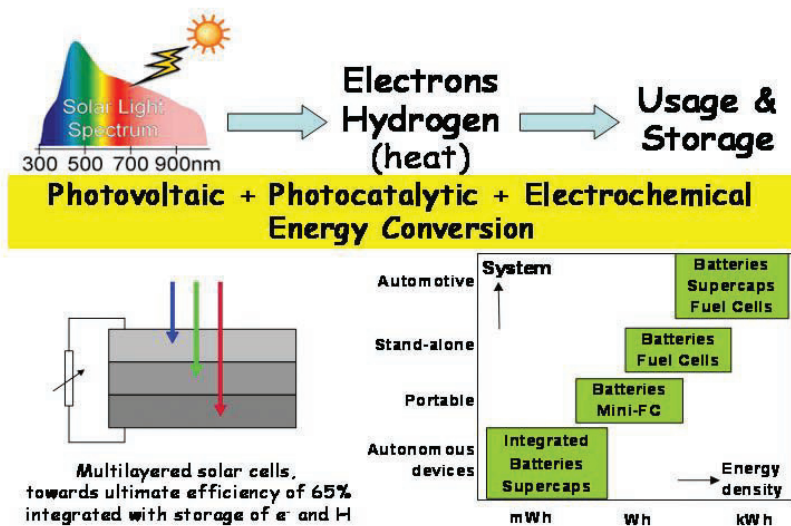 Solar Light
Spectrum
300 500 700 900nm
Electrons
Hydrogen
(heat)
Usage &
Storage
Photovoltaic + Photocatalytic + Electrochemical
Energy Conversion
Multilayered solar cells,
towards ultimate efficiency of 65%
integrated with storage of e⁻ and H
System
Automotive
Stand-alone
Portable
Autonomous
devices
Batteries
Supercaps
Fuel Cells
Batteries
Fuel Cells
Batteries
Mini-FC
Integrated
Batteries
Supercaps
Energy
density
mWh Wh kWh